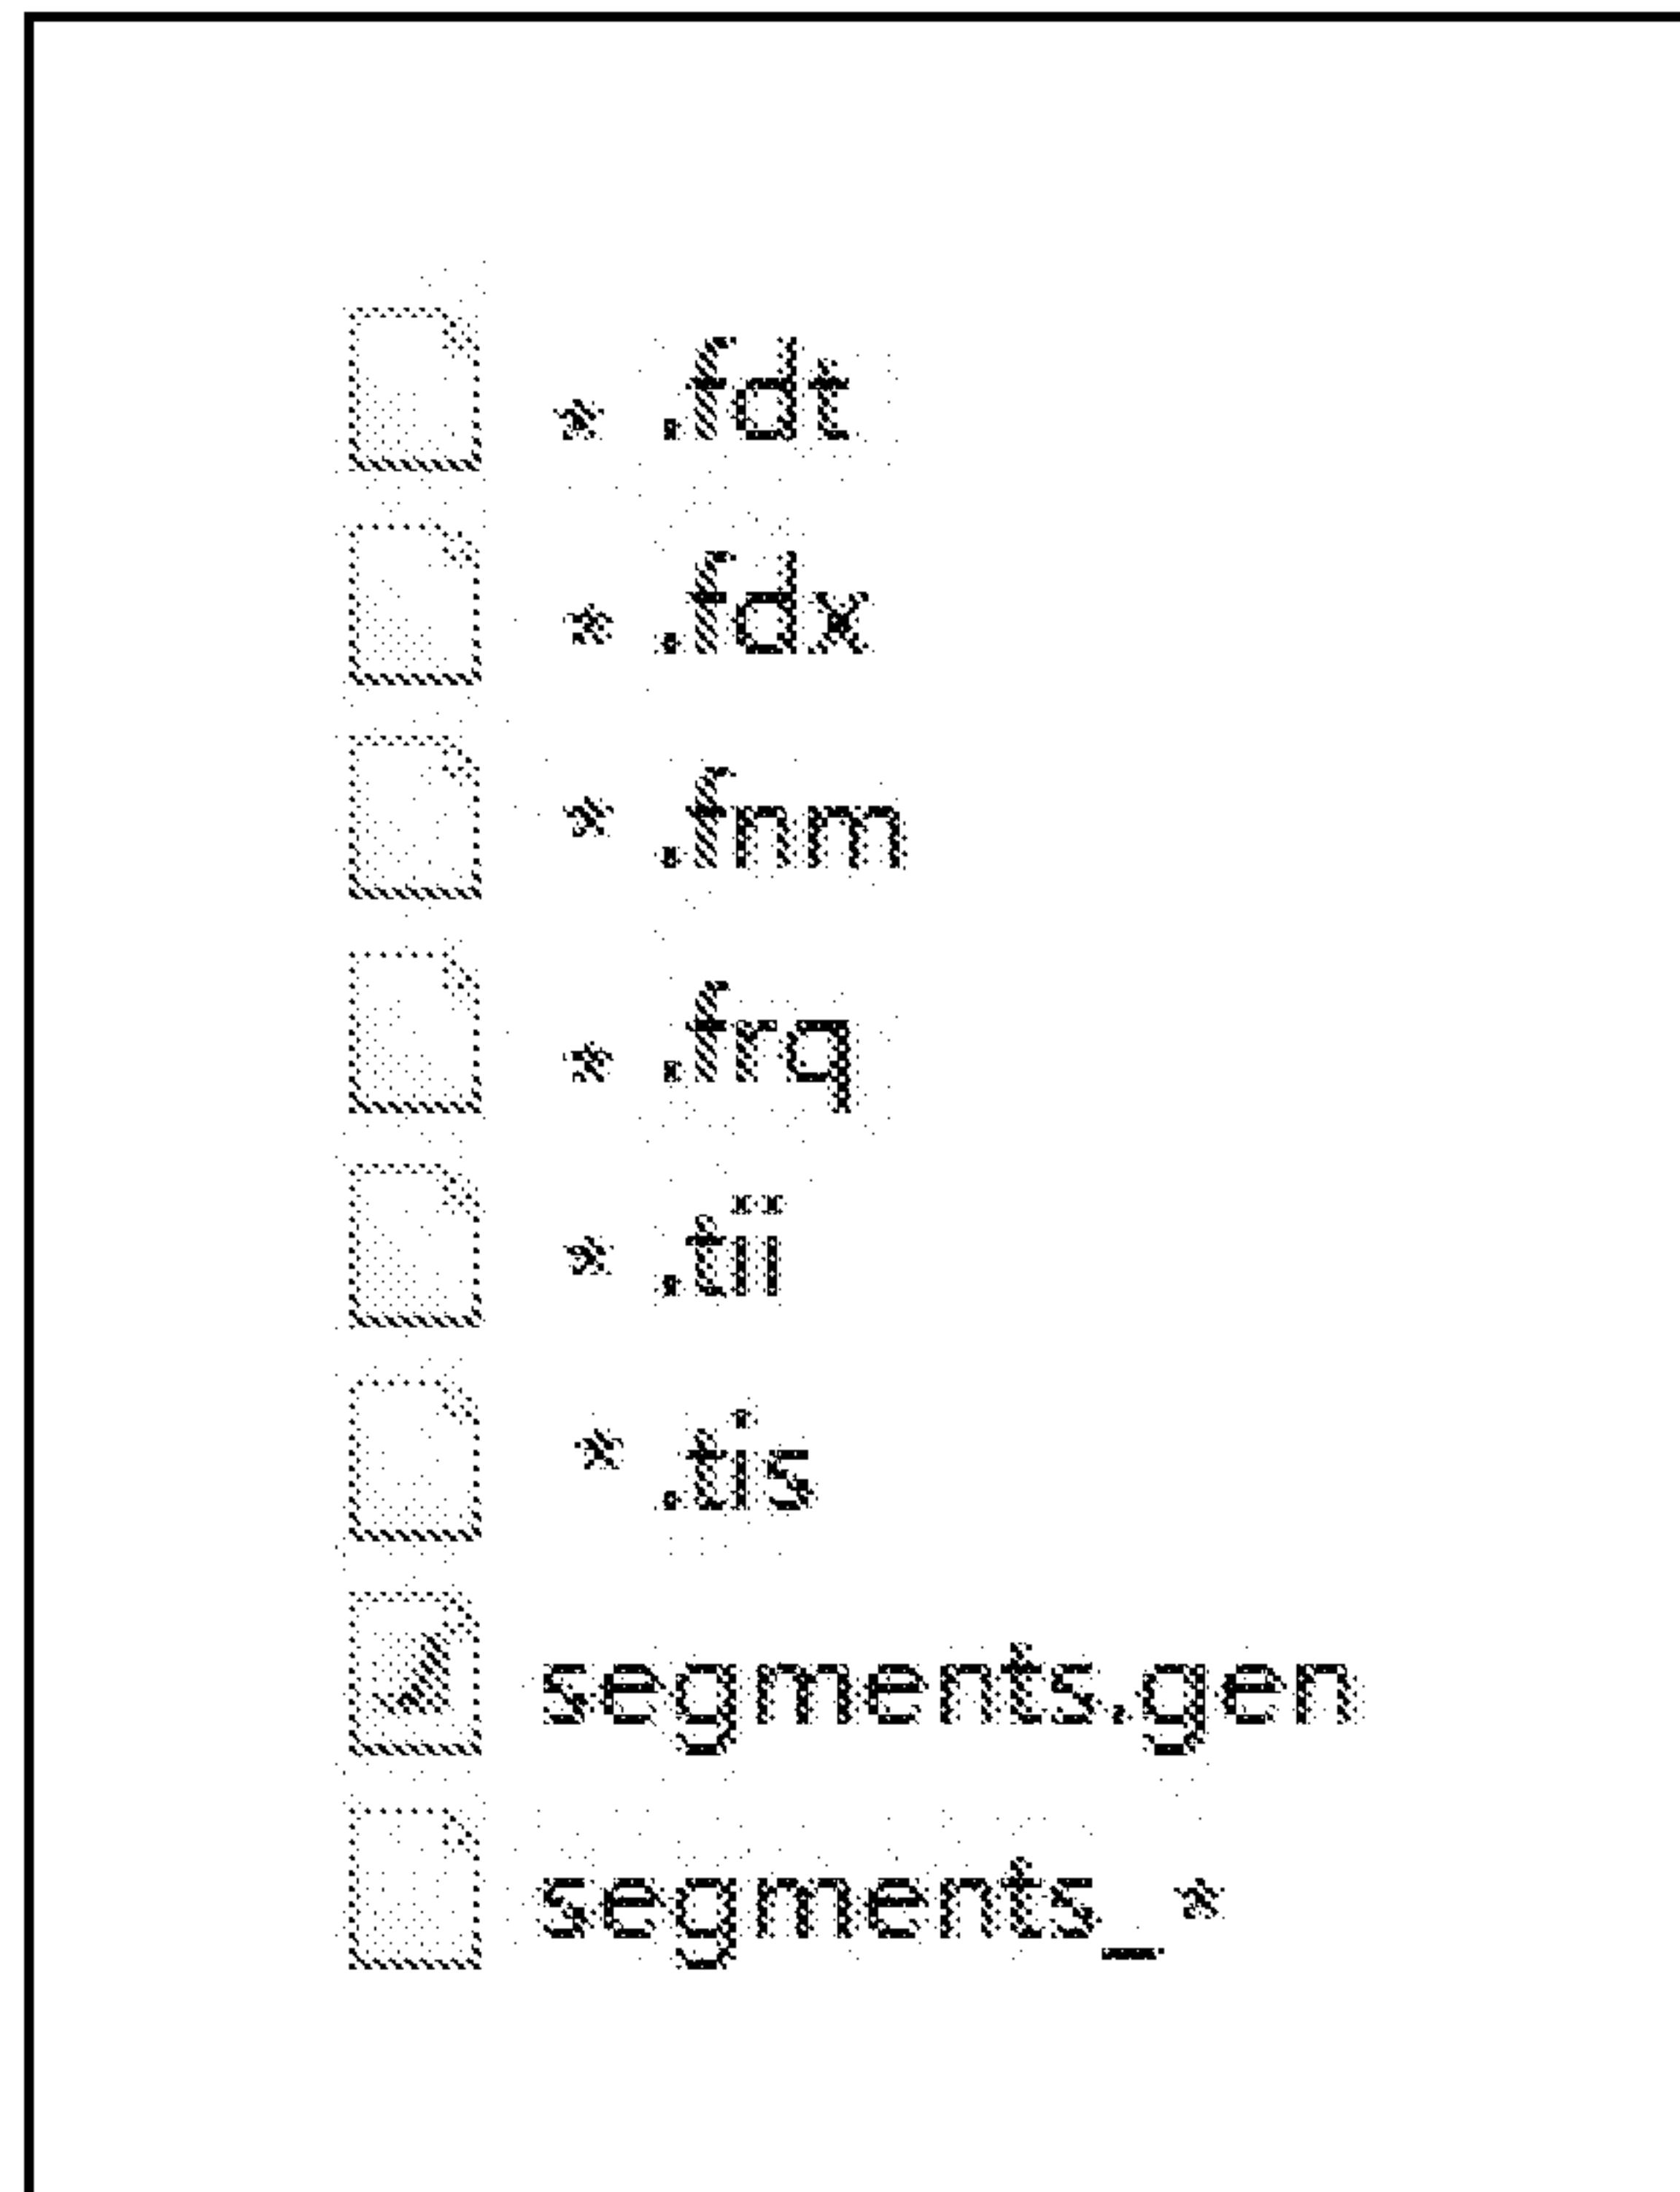 * .fdt
* .fdx
* .fnm
* .frq
* .tii
* .tis
segments.gen
segments_*